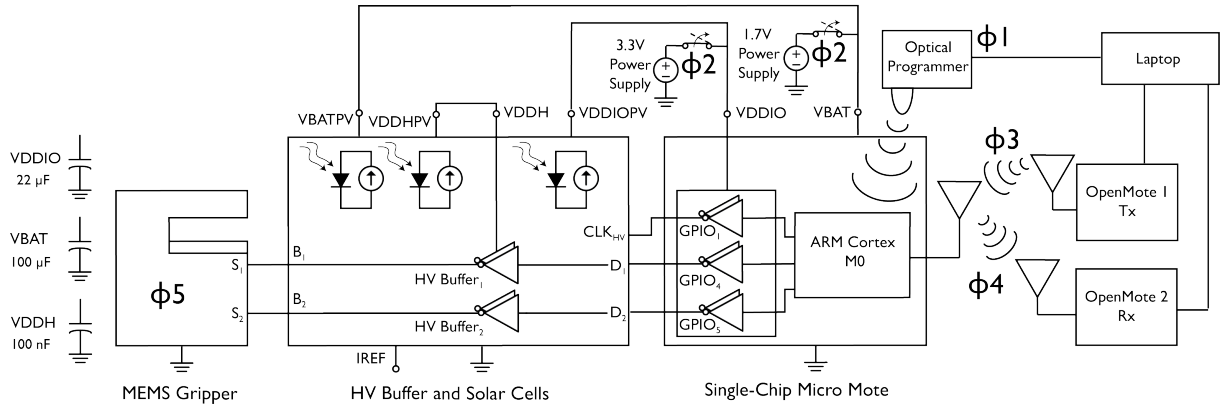 3.3V
Power
Supply
ϕ2
1.7V
Power
Supply
ϕ2
Optical
Programmer
ϕ1
Laptop
VBATPV
VDDHPV
VDDH
VDDIOPV
VDDIO
VBAT
VDDIO
22 µF
VBAT
100 µF
VDDH
100 nF
S1
S2
ϕ5
B1
B2
HV Buffer1
HV Buffer2
CLKHV
D1
D2
GPIO1
GPIO4
GPIO5
ARM Cortex
M0
ϕ3
OpenMote 1
Tx
ϕ4
OpenMote 2
Rx
IREF
MEMS Gripper
HV Buffer and Solar Cells
Single-Chip Micro Mote